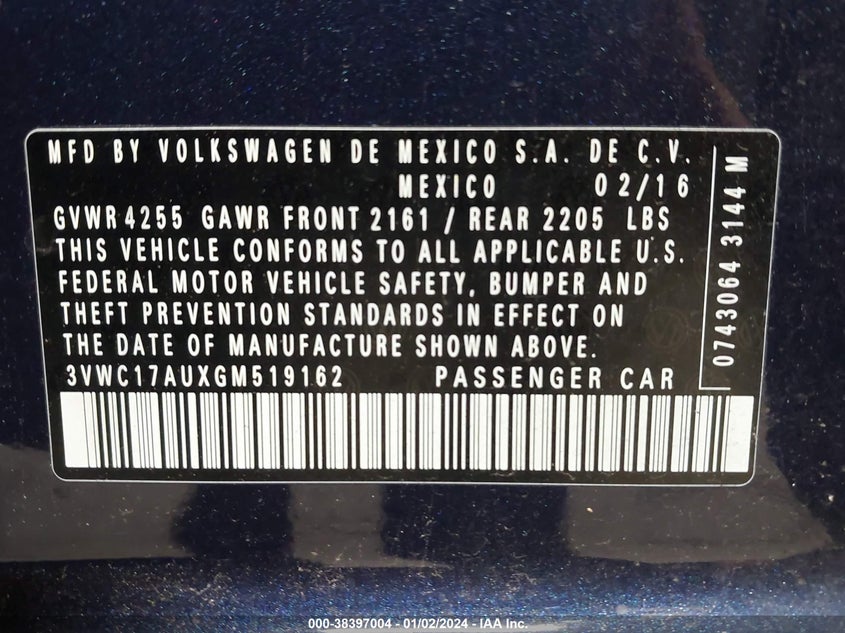 MFD BY VOLKSWAGEN DE MEXICO S.A. DE C.V.
MEXICO 02/16
GVWR 4255 GAWR FRONT 2161 / REAR 2205 LBS
THIS VEHICLE CONFORMS TO ALL APPLICABLE U.S.
FEDERAL MOTOR VEHICLE SAFETY, BUMPER AND
THEFT PREVENTION STANDARDS IN EFFECT ON
THE DATE OF MANUFACTURE SHOWN ABOVE.
3VWC17AUXGM519162 PASSENGER CAR
0743064 3144 M
000-38397004 - 01/02/2024 - IAA Inc.